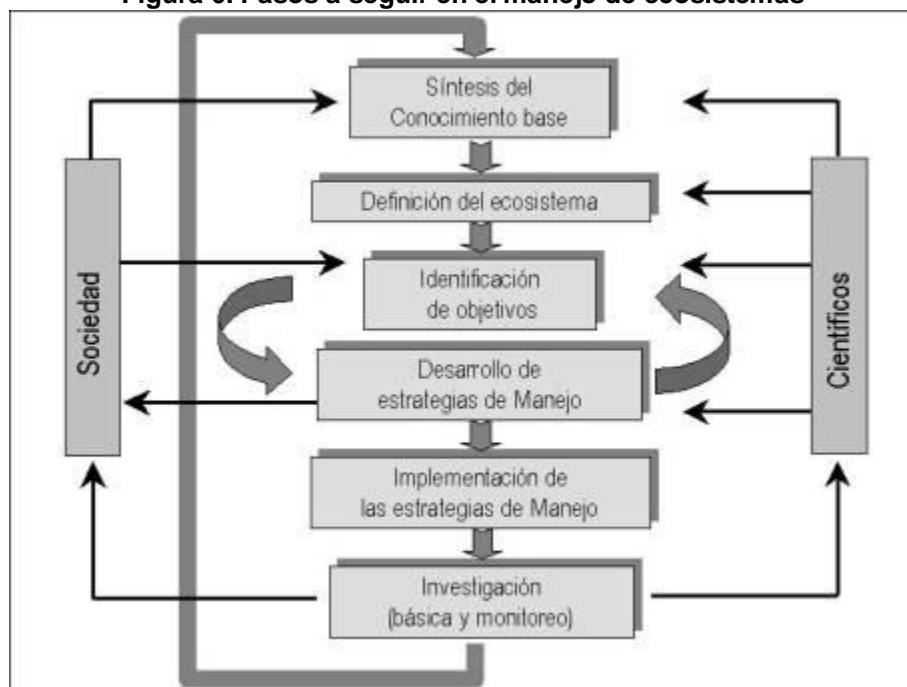 Síntesis del
Conocimiento base
Definición del ecosistema
Identificación
de objetivos
Desarrollo de
estrategias de Manejo
Implementación de
las estrategias de Manejo
Investigación
(básica y monitoreo)
Sociedad
Científicos